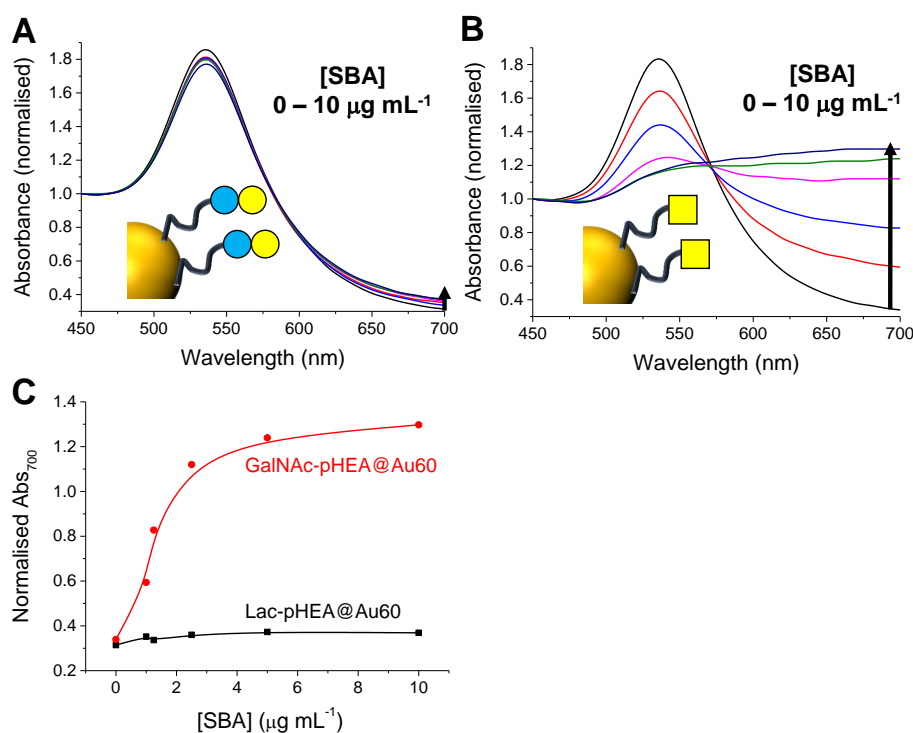 A
[SBA]
0 – 10 μg mL-1
Absorbance (normalised)
1.8
1.6
1.4
1.2
1.0
0.8
0.6
0.4
450 500 550 600 650 700
Wavelength (nm)
B
[SBA]
0 – 10 μg mL-1
Absorbance (normalised)
1.8
1.6
1.4
1.2
1.0
0.8
0.6
0.4
450 500 550 600 650 700
Wavelength (nm)
C
Normalised Abs700
1.4
1.2
1.0
0.8
0.6
0.4
0.2
GalNAc-pHEA@Au60
Lac-pHEA@Au60
0 2 4 6 8 10
[SBA] (μg mL-1)